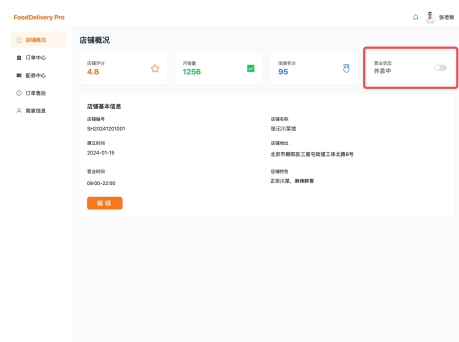 FoodDelivery Pro
张老板
店铺概况
订单中心
配券中心
订单售后
商家信息
店铺概况
店铺评分
4.8
月销量
1256
信誉积分
95
营业状态
休息中
店铺基本信息
店铺编号
SH20241201001
店铺名称
张记川菜馆
建立时间
2024-01-15
店铺地址
北京市朝阳区三里屯街道工体北路8号
营业时间
09:00-22:00
店铺特色
正宗川菜，麻辣鲜香
编辑